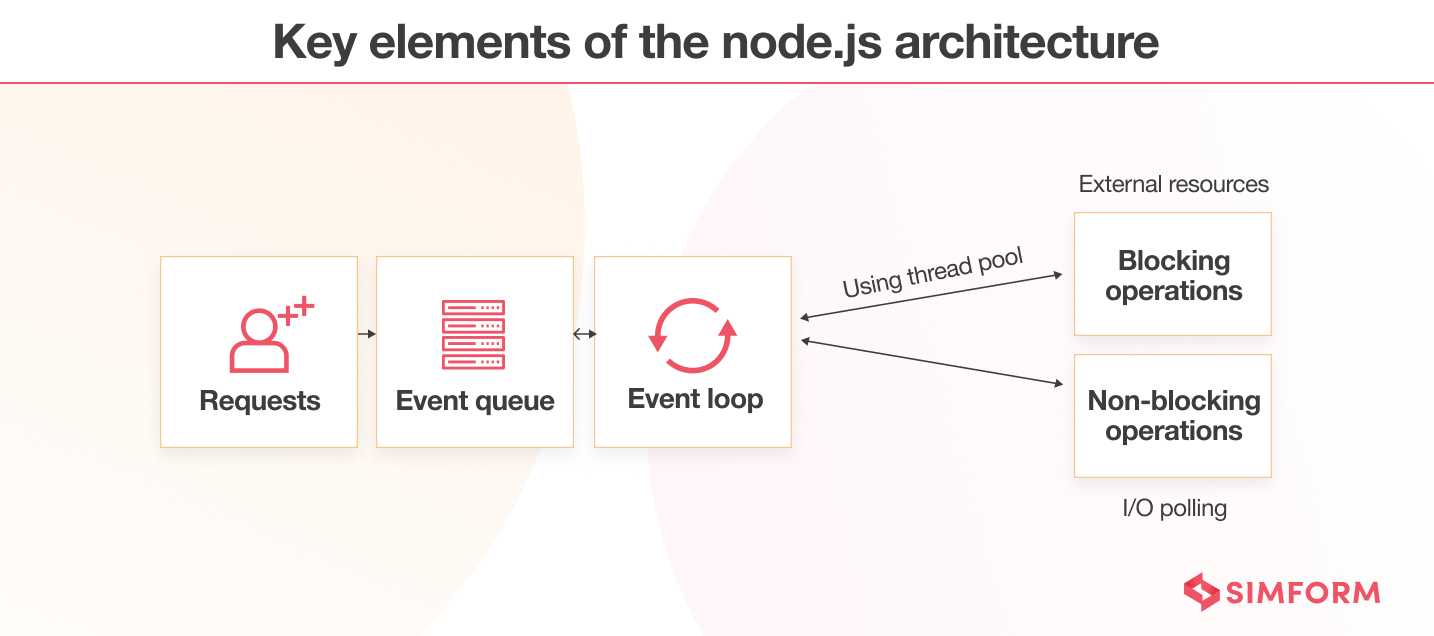 Key elements of the node.js architecture
External resources
Using thread pool
Blocking
operations
Requests
Event queue
Event loop
Non-blocking
operations
I/O polling
SIMFORM